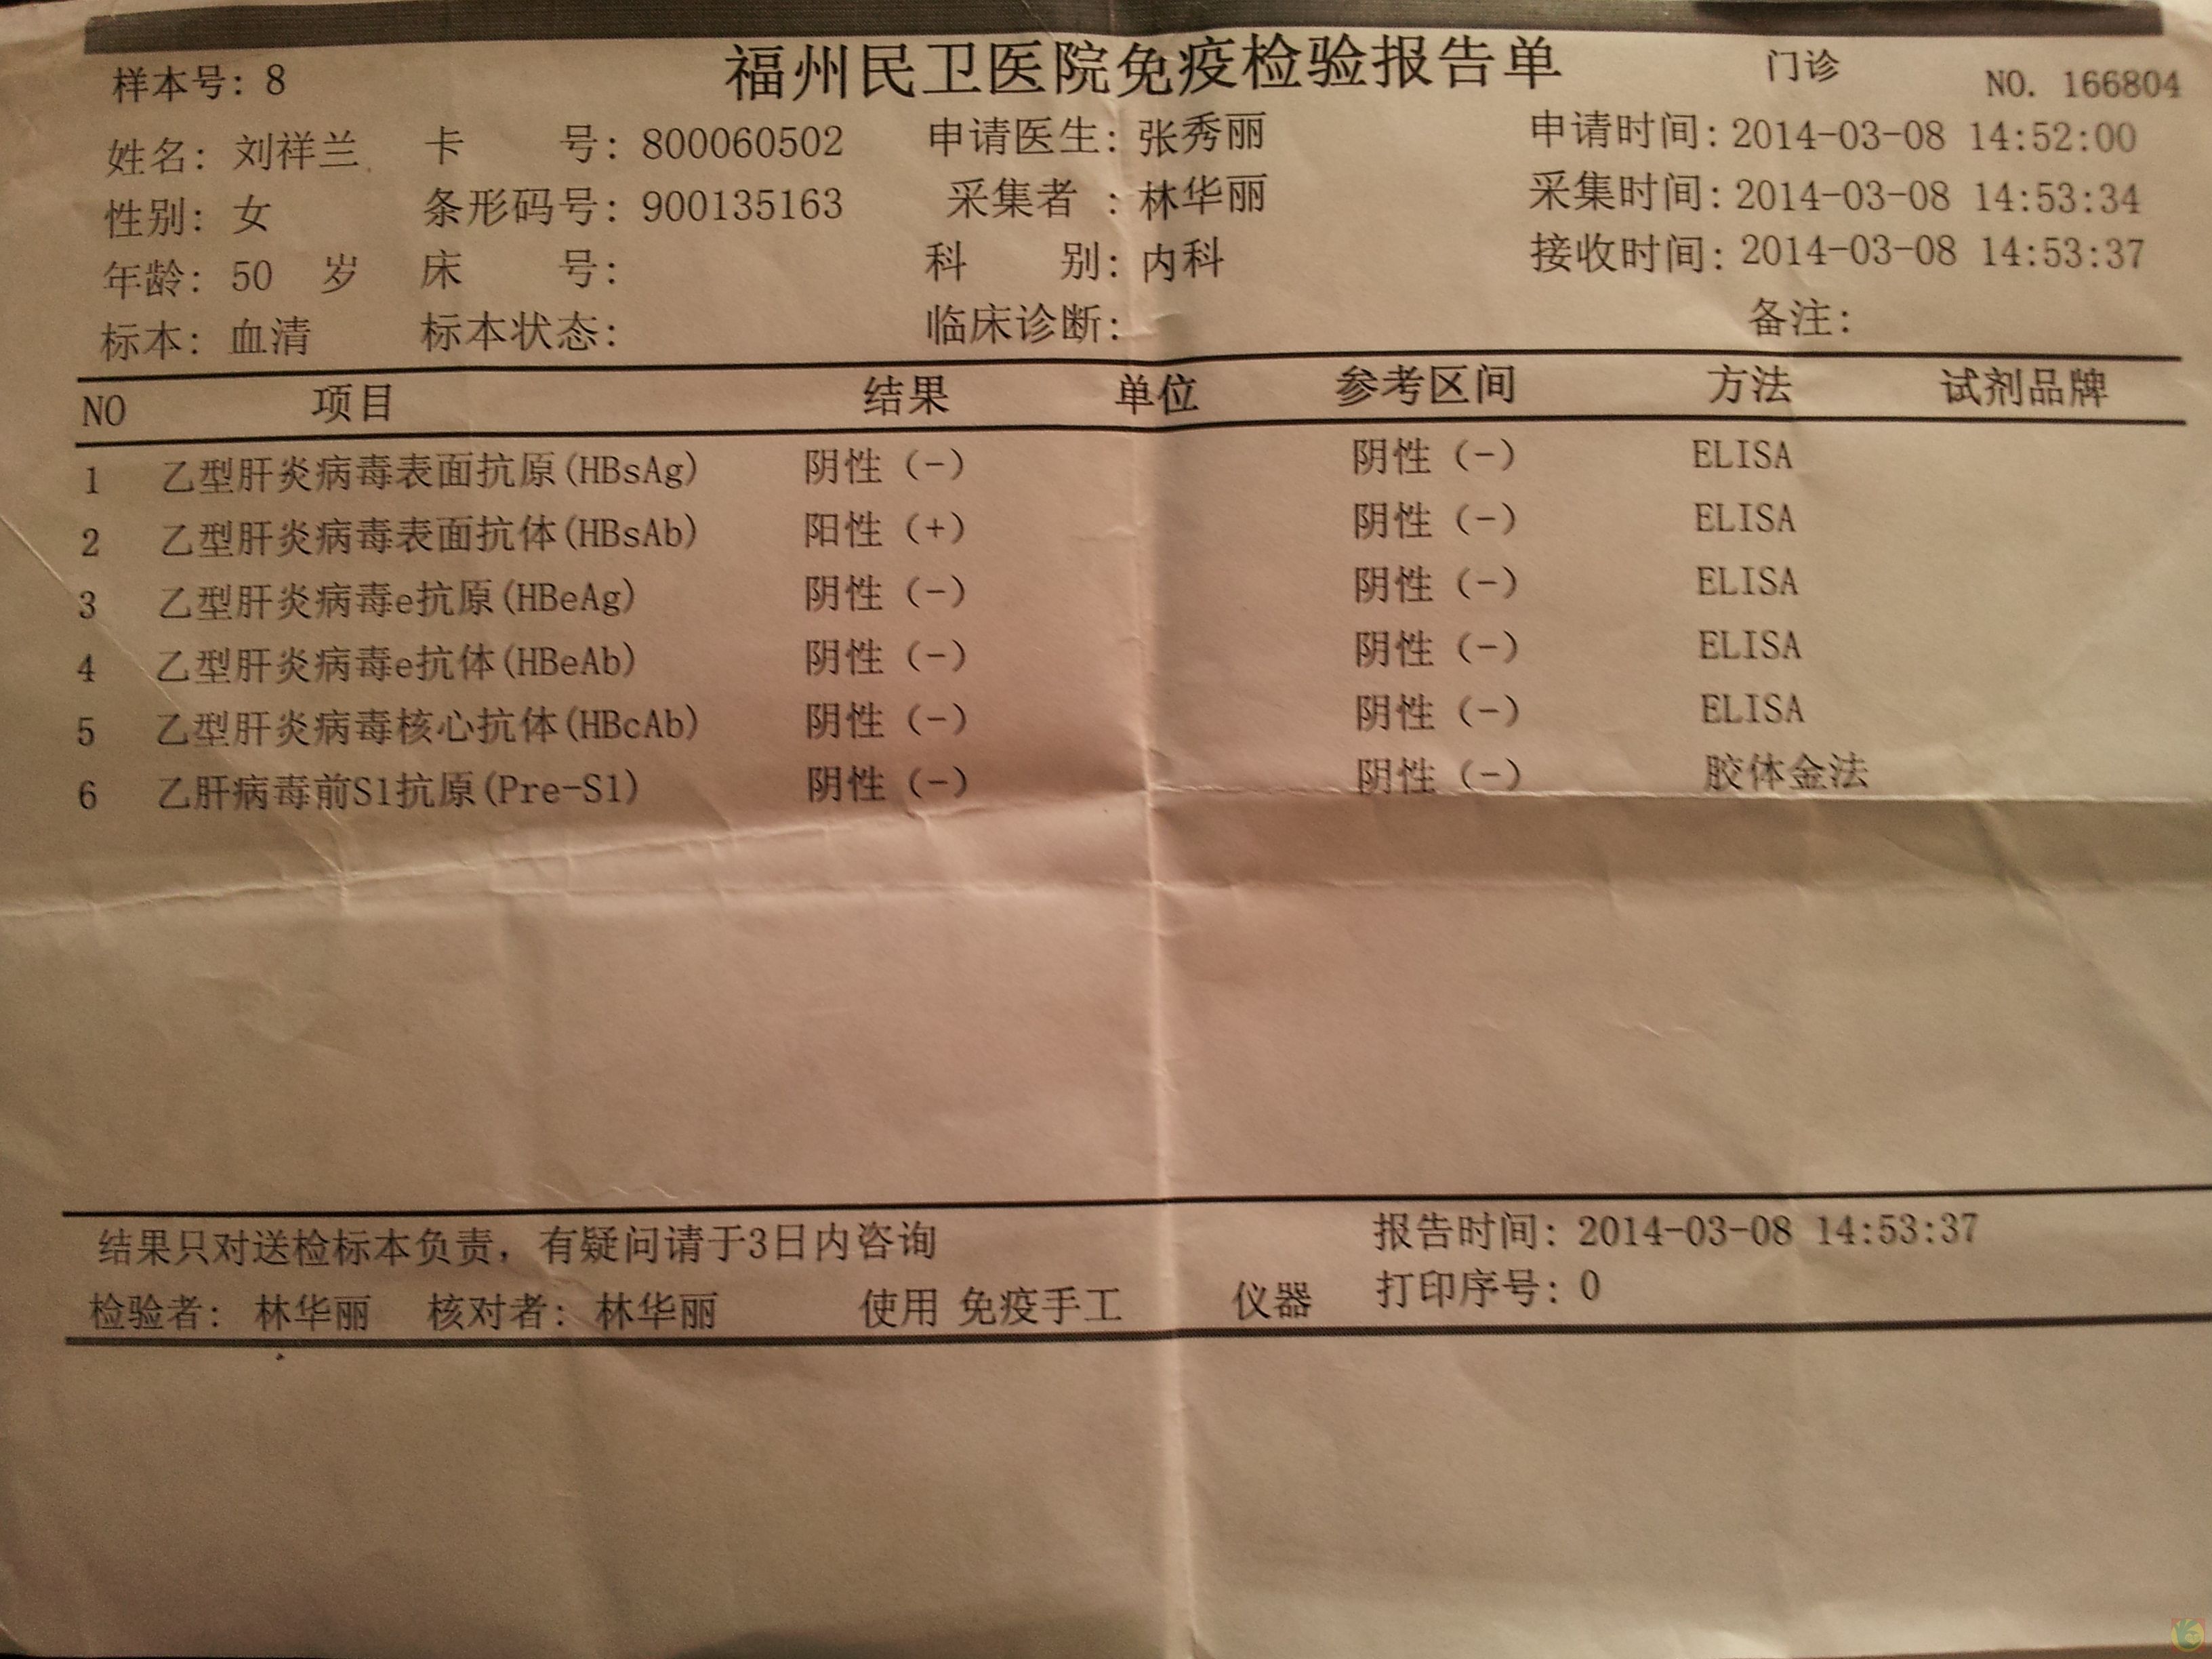 福州民卫医院免疫检验报告单
样本号: 8 门诊 NO. 166804
姓名: 刘祥兰 卡 号: 800060502 申请医生: 张秀丽 申请时间: 2014-03-08 14:52:00
性别: 女 条形码号: 900135163 采集者 : 林华丽 采集时间: 2014-03-08 14:53:34
年龄: 50 岁 床 号: 科 别: 内科 接收时间: 2014-03-08 14:53:37
标本: 血清 标本状态: 临床诊断: 备注:
NO 项目 结果 单位 参考区间 方法 试剂品牌
1 乙型肝炎病毒表面抗原(HBsAg) 阴性 (-) 阴性 (-) ELISA
2 乙型肝炎病毒表面抗体(HBsAb) 阳性 (+) 阴性 (-) ELISA
3 乙型肝炎病毒e抗原(HBeAg) 阴性 (-) 阴性 (-) ELISA
4 乙型肝炎病毒e抗体(HBeAb) 阴性 (-) 阴性 (-) ELISA
5 乙型肝炎病毒核心抗体(HBcAb) 阴性 (-) 阴性 (-) ELISA
6 乙肝病毒前S1抗原(Pre-S1) 阴性 (-) 阴性 (-) 胶体金法
结果只对送检标本负责，有疑问请于3日内咨询 报告时间: 2014-03-08 14:53:37
检验者: 林华丽 核对者: 林华丽 使用 免疫手工 仪器 打印序号: 0